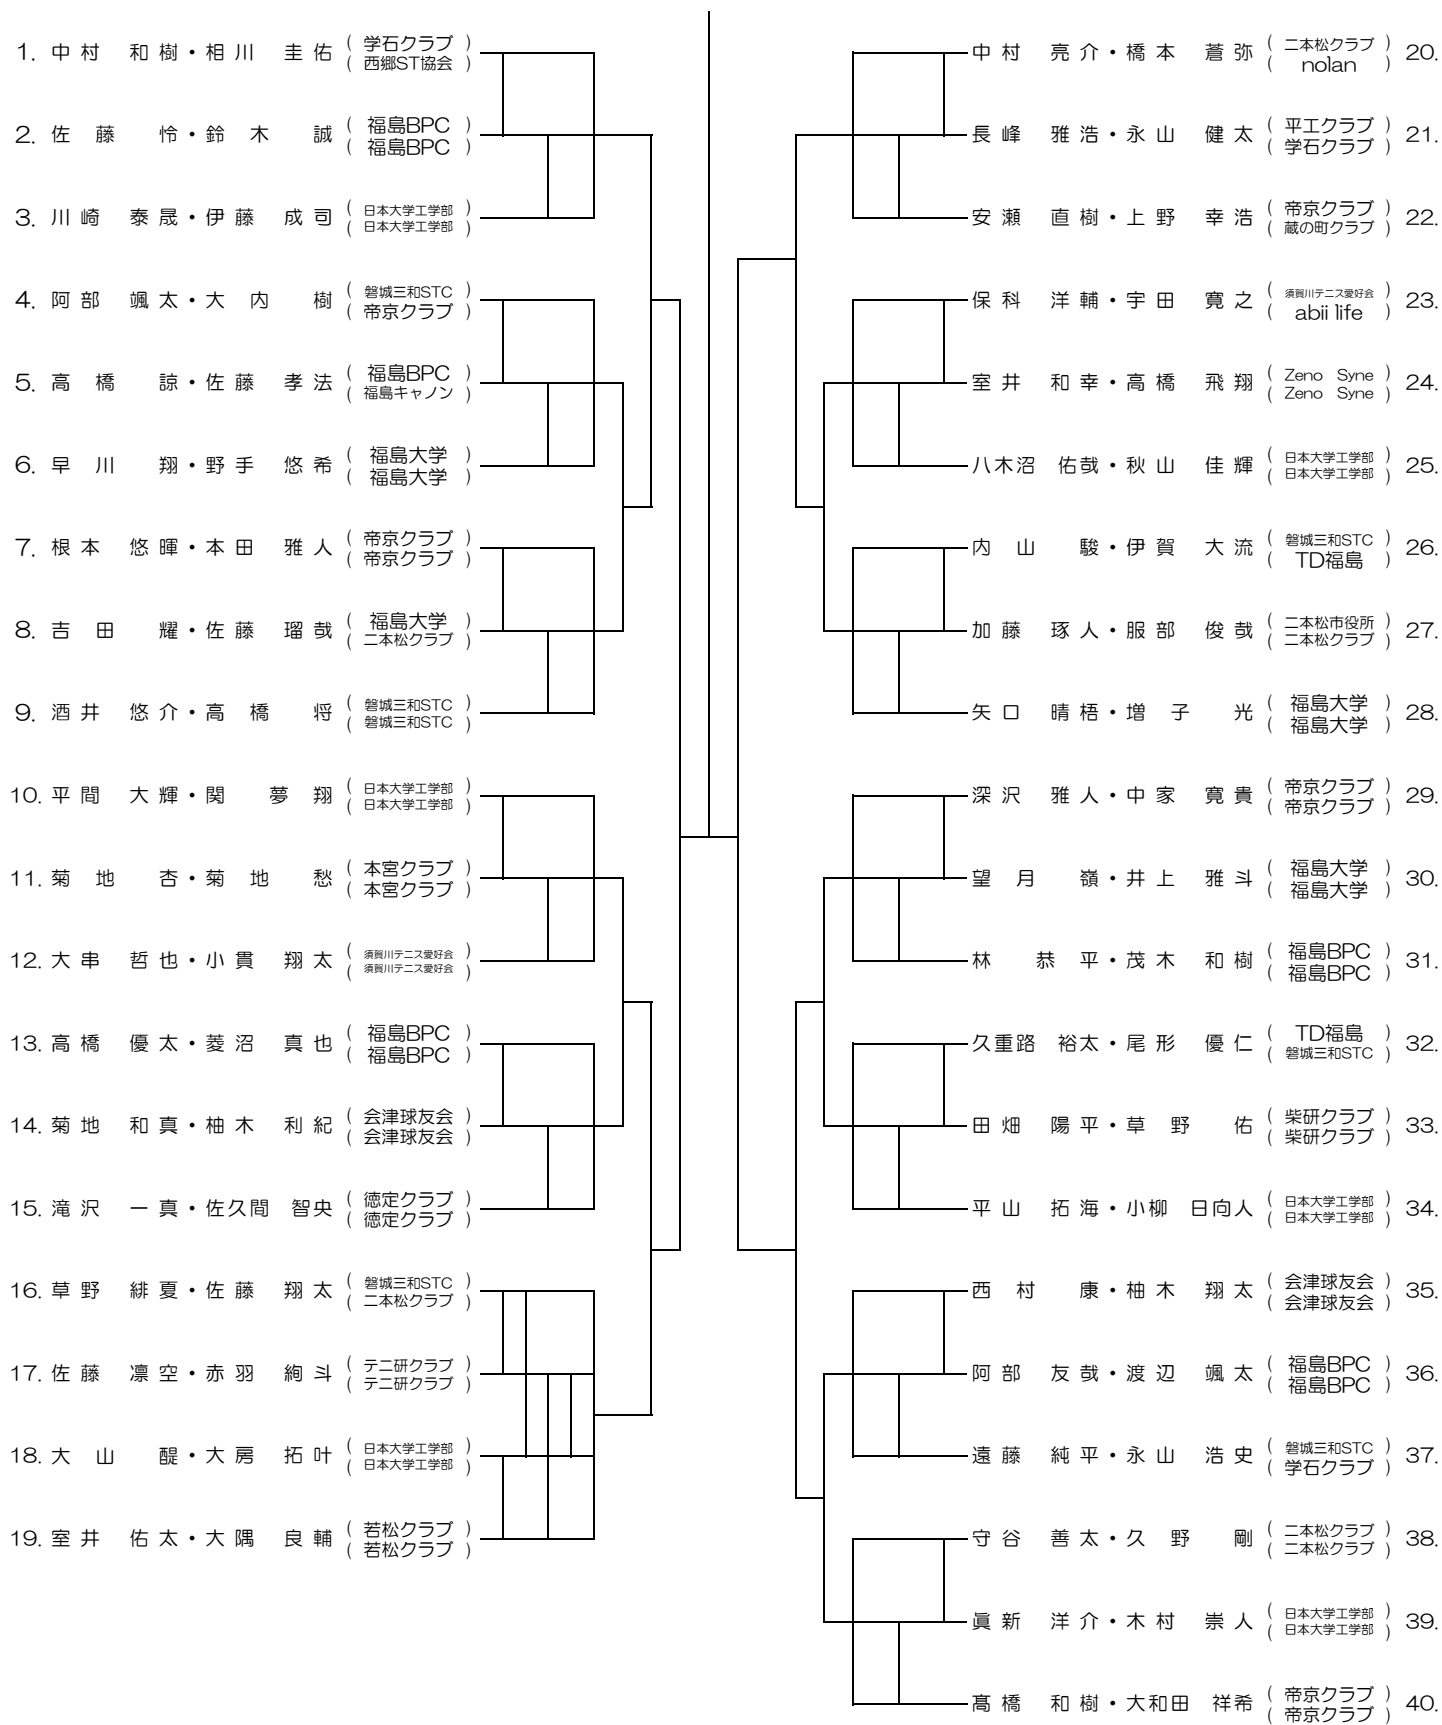 1. 中村 和樹・相川 圭佑 (学石クラブ) (西郷ST協会)
2. 佐藤 怜・鈴木 誠 (福島BPC) (福島BPC)
3. 川崎 泰晟・伊藤 成司 (日本大学工学部) (日本大学工学部)
4. 阿部 颯太・大内 樹 (磐城三和STC) (帝京クラブ)
5. 高橋 諒・佐藤 孝法 (福島BPC) (福島キャノン)
6. 早川 翔・野手 悠希 (福島大学) (福島大学)
7. 根本 悠暉・本田 雅人 (帝京クラブ) (帝京クラブ)
8. 吉田 耀・佐藤 瑠哉 (福島大学) (二本松クラブ)
9. 酒井 悠介・高橋 将 (磐城三和STC) (磐城三和STC)
10. 平間 大輝・関 夢翔 (日本大学工学部) (日本大学工学部)
11. 菊地 杏・菊地 愁 (本宮クラブ) (本宮クラブ)
12. 大串 哲也・小貫 翔太 (須賀川テニス愛好会) (須賀川テニス愛好会)
13. 高橋 優太・菱沼 真也 (福島BPC) (福島BPC)
14. 菊地 和真・柚木 利紀 (会津球友会) (会津球友会)
15. 滝沢 一真・佐久間 智央 (徳定クラブ) (徳定クラブ)
16. 草野 緋夏・佐藤 翔太 (磐城三和STC) (二本松クラブ)
17. 佐藤 凛空・赤羽 絢斗 (テニ研クラブ) (テニ研クラブ)
18. 大山 醍・大房 拓叶 (日本大学工学部) (日本大学工学部)
19. 室井 佑太・大隅 良輔 (若松クラブ) (若松クラブ)
中村 亮介・橋本 蒼弥 (二本松クラブ) (nolan) 20.
長峰 雅浩・永山 健太 (平工クラブ) (学石クラブ) 21.
安瀬 直樹・上野 幸浩 (帝京クラブ) (蔵の町クラブ) 22.
保科 洋輔・宇田 寛之 (須賀川テニス愛好会) (abii life) 23.
室井 和幸・高橋 飛翔 (Zeno Syne) (Zeno Syne) 24.
八木沼 佑哉・秋山 佳輝 (日本大学工学部) (日本大学工学部) 25.
内山 駿・伊賀 大流 (磐城三和STC) (TD福島) 26.
加藤 琢人・服部 俊哉 (二本松市役所) (二本松クラブ) 27.
矢口 晴梧・増子 光 (福島大学) (福島大学) 28.
深沢 雅人・中家 寛貴 (帝京クラブ) (帝京クラブ) 29.
望月 嶺・井上 雅斗 (福島大学) (福島大学) 30.
林 恭平・茂木 和樹 (福島BPC) (福島BPC) 31.
久重路 裕太・尾形 優仁 (TD福島) (磐城三和STC) 32.
田畑 陽平・草野 佑 (柴研クラブ) (柴研クラブ) 33.
平山 拓海・小柳 日向人 (日本大学工学部) (日本大学工学部) 34.
西村 康・柚木 翔太 (会津球友会) (会津球友会) 35.
阿部 友哉・渡辺 颯太 (福島BPC) (福島BPC) 36.
遠藤 純平・永山 浩史 (磐城三和STC) (学石クラブ) 37.
守谷 善太・久野 剛 (二本松クラブ) (二本松クラブ) 38.
眞新 洋介・木村 崇人 (日本大学工学部) (日本大学工学部) 39.
髙橋 和樹・大和田 祥希 (帝京クラブ) (帝京クラブ) 40.